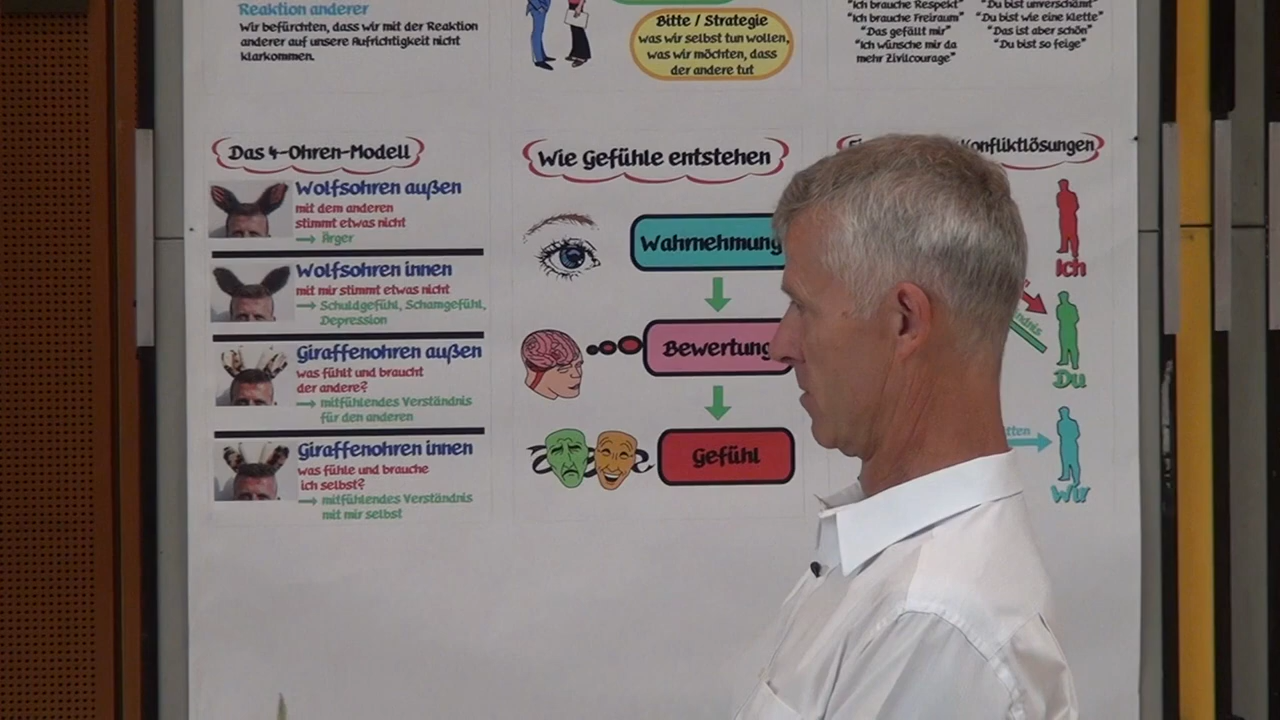 Reaktion anderer
Wir befürchten, dass wir mit der Reaktion
anderer auf unsere Aufrichtigkeit nicht
klarkommen.
Bitte / Strategie
was wir selbst tun wollen,
was wir möchten, dass
der andere tut
"Ich brauche Respekt"
"Ich brauche Freiraum"
"Das gefällt mir"
"Ich wünsche mir da
mehr Zivilcourage"
"Du bist unverschämt"
"Du bist wie eine Klette"
"Das ist aber schön"
"Du bist so feige"
Das 4-Ohren-Modell
Wolfsohren außen
mit dem anderen
stimmt etwas nicht
→ Ärger
Wolfsohren innen
mit mir stimmt etwas nicht
→ Schuldgefühl, Schamgefühl,
Depression
Giraffenohren außen
was fühlt und braucht
der andere?
→ mitfühlendes Verständnis
für den anderen
Giraffenohren innen
was fühle und brauche
ich selbst?
→ mitfühlendes Verständnis
mit mir selbst
Wie Gefühle entstehen
Wahrnehmung
Bewertung
Gefühl
Konfliktlösungen
Ich
Du
Wir